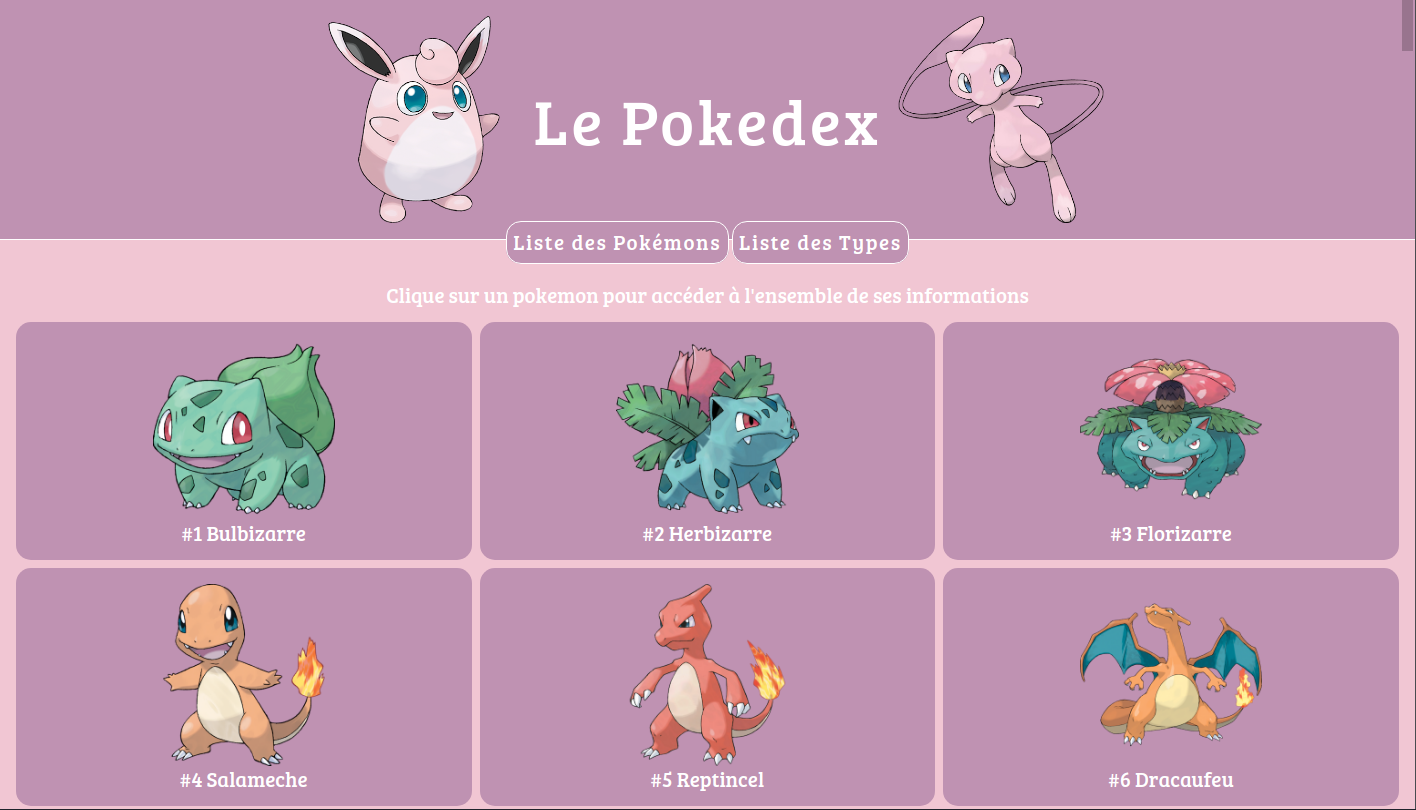 Le Pokedex
Liste des Pokémons Liste des Types
Clique sur un pokemon pour accéder à l'ensemble de ses informations
#1 Bulbizarre
#2 Herbizarre
#3 Florizarre
#4 Salameche
#5 Reptincel
#6 Dracaufeu